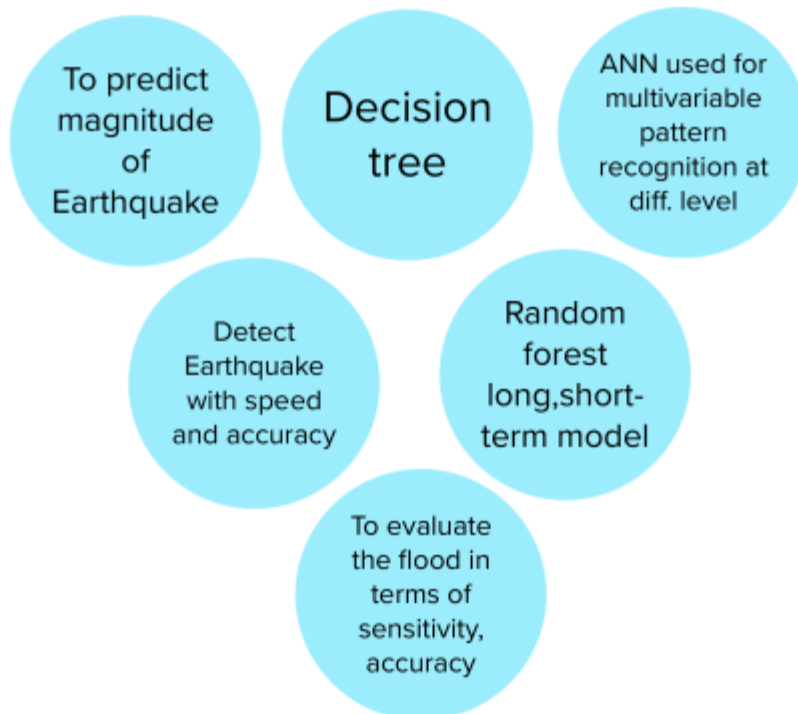 To predict
magnitude
of
Earthquake
Decision
tree
ANN used for
multivariable
pattern
recognition at
diff. level
Detect
Earthquake
with speed
and accuracy
Random
forest
long,short-
term model
To evaluate
the flood in
terms of
sensitivity,
accuracy